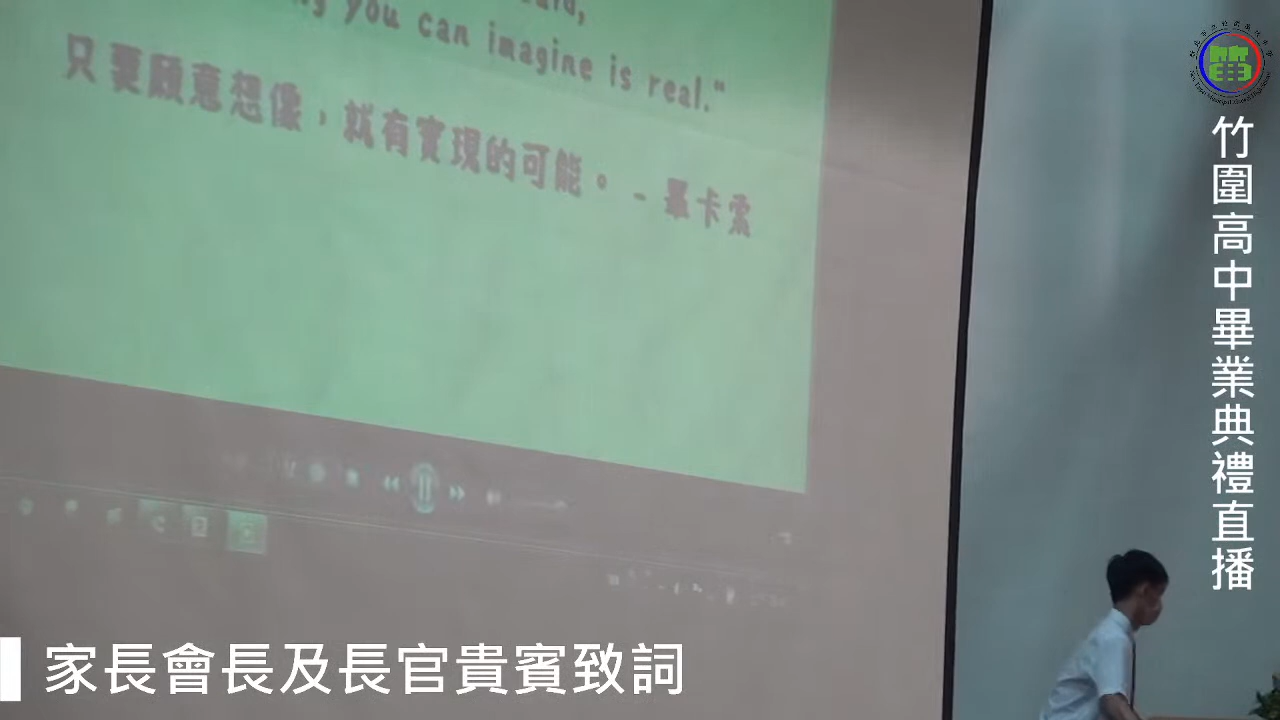 said,
you can imagine is real."
只要願意想像，就有實現的可能。- 畢卡索
竹圍高中畢業典禮直播
家長會長及長官貴賓致詞